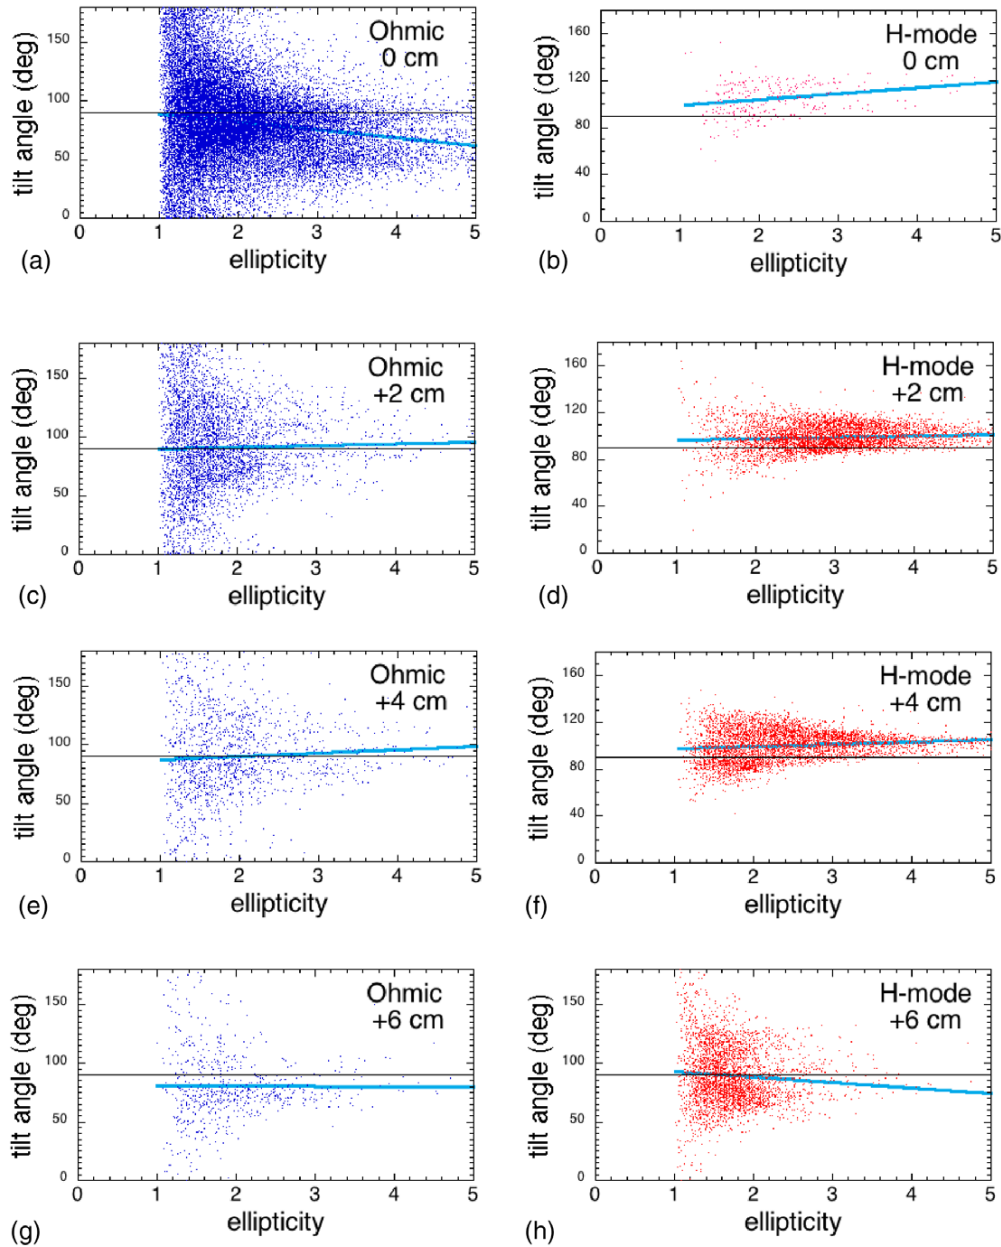 Ohmic
0 cm
tilt angle (deg)
150
100
50
0
0 1 2 3 4 5
ellipticity
(a)
H-mode
0 cm
tilt angle (deg)
160
120
80
40
0
0 1 2 3 4 5
ellipticity
(b)
Ohmic
+2 cm
tilt angle (deg)
150
100
50
0
0 1 2 3 4 5
ellipticity
(c)
H-mode
+2 cm
tilt angle (deg)
160
120
80
40
0
0 1 2 3 4 5
ellipticity
(d)
Ohmic
+4 cm
tilt angle (deg)
150
100
50
0
0 1 2 3 4 5
ellipticity
(e)
H-mode
+4 cm
tilt angle (deg)
160
120
80
40
0
0 1 2 3 4 5
ellipticity
(f)
Ohmic
+6 cm
tilt angle (deg)
150
100
50
0
0 1 2 3 4 5
ellipticity
(g)
H-mode
+6 cm
tilt angle (deg)
150
100
50
0
0 1 2 3 4 5
ellipticity
(h)